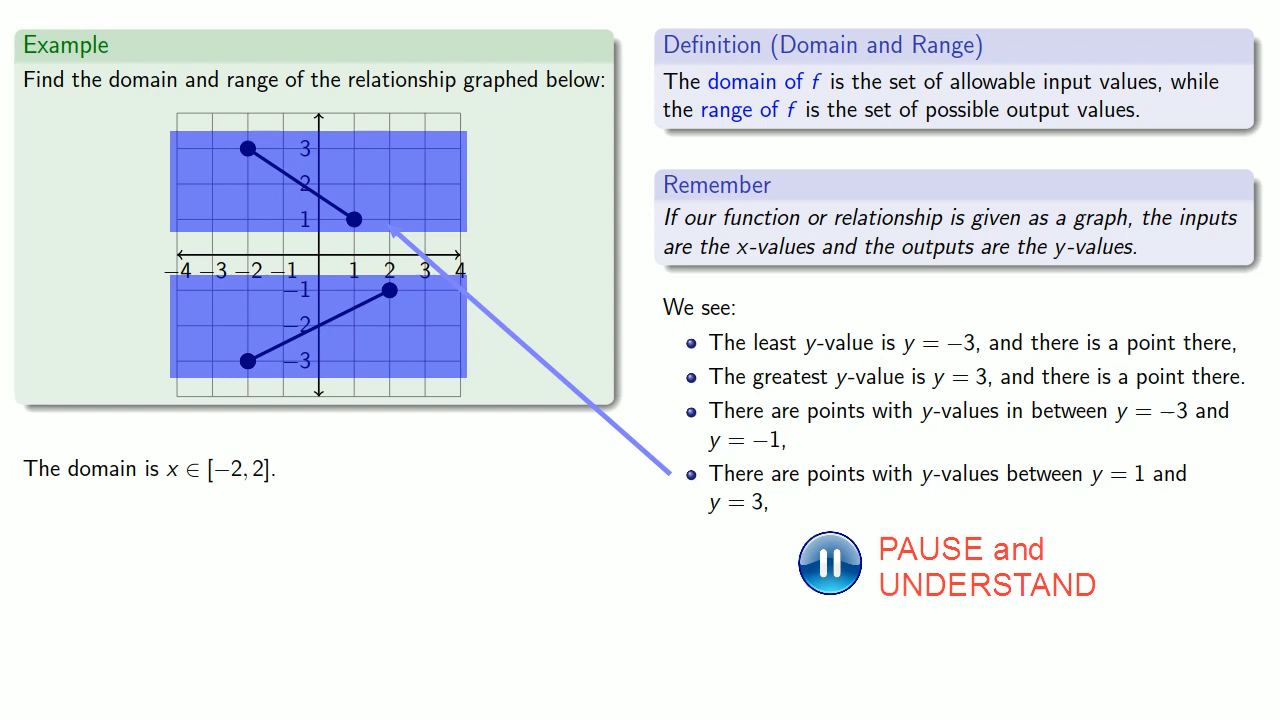 Example
Find the domain and range of the relationship graphed below:
3
2
1
−4 −3 −2 −1 1 2 3 4
−1
−2
−3
The domain is x ∈ [−2, 2].
Definition (Domain and Range)
The domain of f is the set of allowable input values, while
the range of f is the set of possible output values.
Remember
If our function or relationship is given as a graph, the inputs
are the x-values and the outputs are the y-values.
We see:
The least y-value is y = −3, and there is a point there,
The greatest y-value is y = 3, and there is a point there.
There are points with y-values in between y = −3 and
y = −1,
There are points with y-values between y = 1 and
y = 3,
PAUSE and
UNDERSTAND